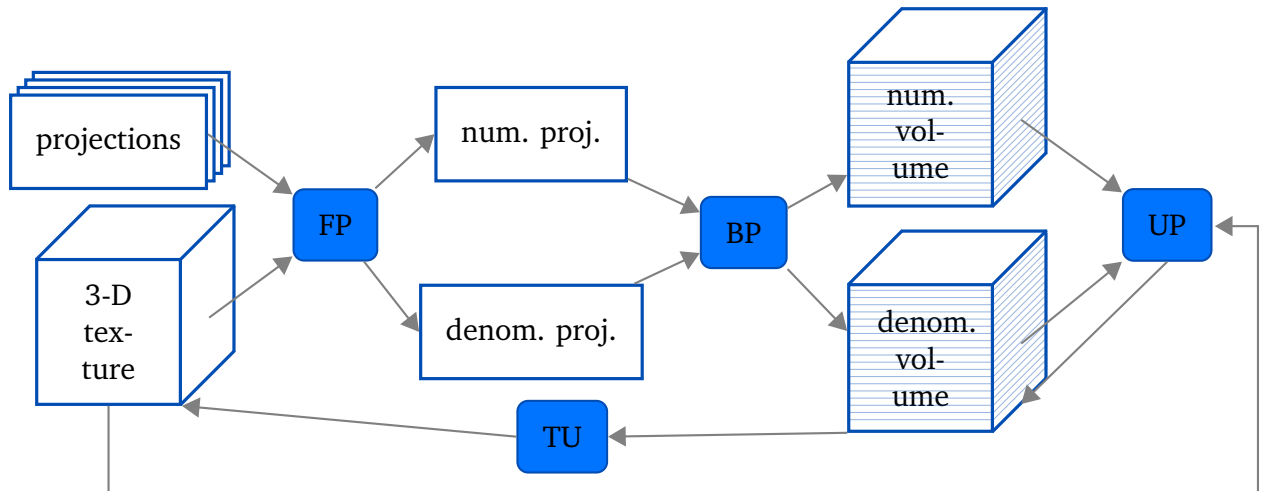 projections
3-D
tex-
ture
FP
num. proj.
denom. proj.
BP
num.
vol-
ume
denom.
vol-
ume
UP
TU